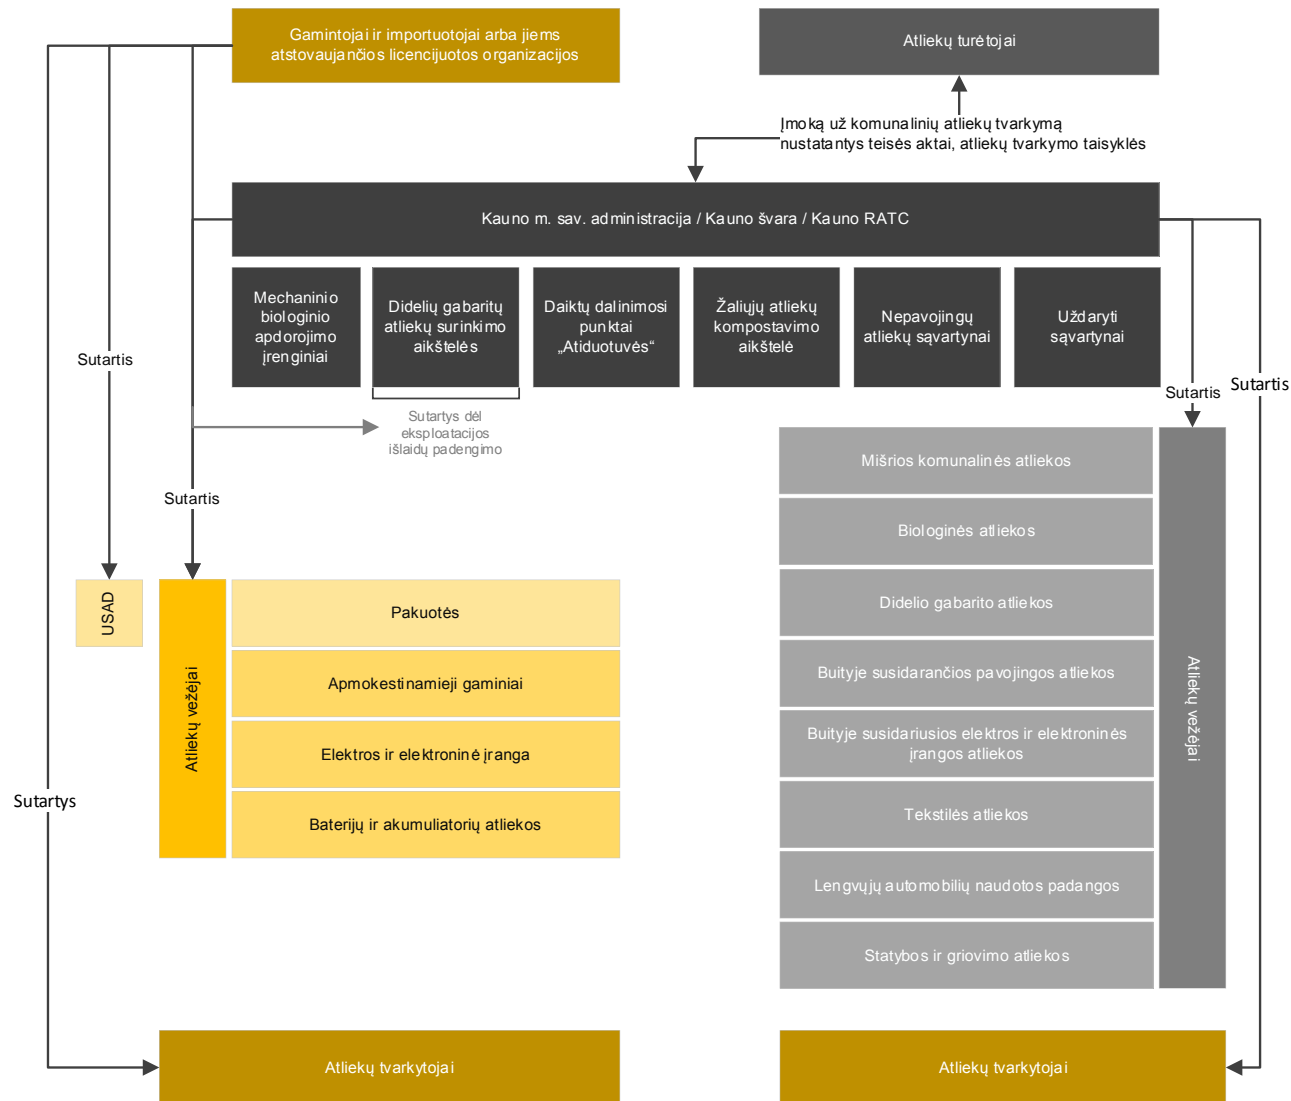 Gamintojai ir importuotojai arba jiems
atstovaujančios licencijuotos organizacijos
Atliekų turėtojai
Įmoką už komunalinių atliekų tvarkymą
nustatantys teisės aktai, atliekų tvarkymo taisyklės
Kauno m. sav. administracija / Kauno švara / Kauno RATC
Mechaninio
biologinio
apdorojimo
įrenginiai
Didelių gabaritų
atliekų surinkimo
aikštelės
Daiktų dalinimosi
punktai
„Atiduotuvės“
Žaliųjų atliekų
kompostavimo
aikštelė
Nepavojingų
atliekų sąvartynai
Uždaryti
sąvartynai
Sutartis
Sutartis
Sutartis
Sutartys dėl
eksploatacijos
išlaidų padengimo
Sutartis
Mišrios komunalinės atliekos
Biologinės atliekos
Didelio gabarito atliekos
Buityje susidarančios pavojingos atliekos
Buityje susidariusios elektros ir elektroninės
įrangos atliekos
Tekstilės atliekos
Lengvųjų automobilių naudotos padangos
Statybos ir griovimo atliekos
Atliekų vežėjai
USAD
Atliekų vežėjai
Pakuotės
Apmokestinamieji gaminiai
Elektros ir elektroninė įranga
Baterijų ir akumuliatorių atliekos
Sutartys
Atliekų tvarkytojai
Atliekų tvarkytojai